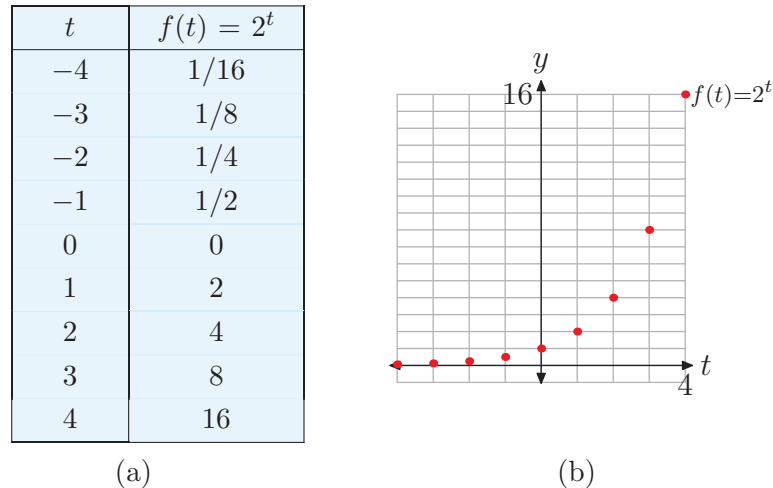 t f(t) = 2^t
−4 1/16
−3 1/8
−2 1/4
−1 1/2
0 0
1 2
2 4
3 8
4 16
(a)
y
16
f(t)=2^t
t
4
(b)